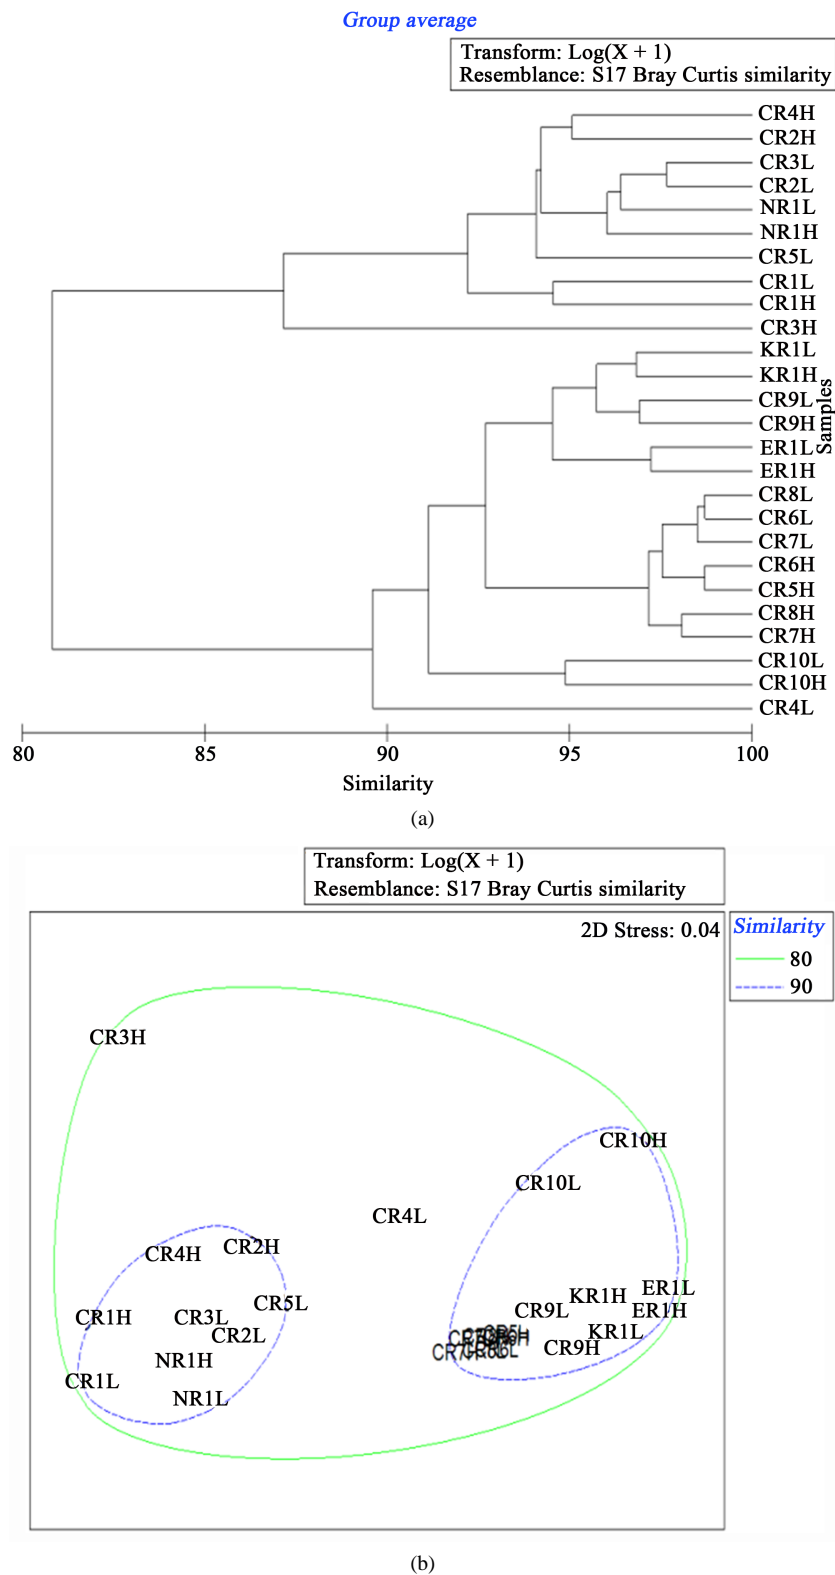 Group average
Transform: Log(X + 1)
Resemblance: S17 Bray Curtis similarity
CR4H
CR2H
CR3L
CR2L
NR1L
NR1H
CR5L
CR1L
CR1H
CR3H
KR1L
KR1H
CR9L
CR9H
ER1L
ER1H
CR8L
CR6L
CR7L
CR6H
CR5H
CR8H
CR7H
CR10L
CR10H
CR4L
Samples
80 85 90 95 100
Similarity
(a)
Transform: Log(X + 1)
Resemblance: S17 Bray Curtis similarity
2D Stress: 0.04
Similarity
80
90
CR3H
CR10H
CR10L
CR4L
CR2H
CR4H
ER1L
KR1H
CR5L
CR9L
ER1H
CR1H
CR3L
KR1L
CR2L
CR9H
NR1H
CR1L
NR1L
(b)